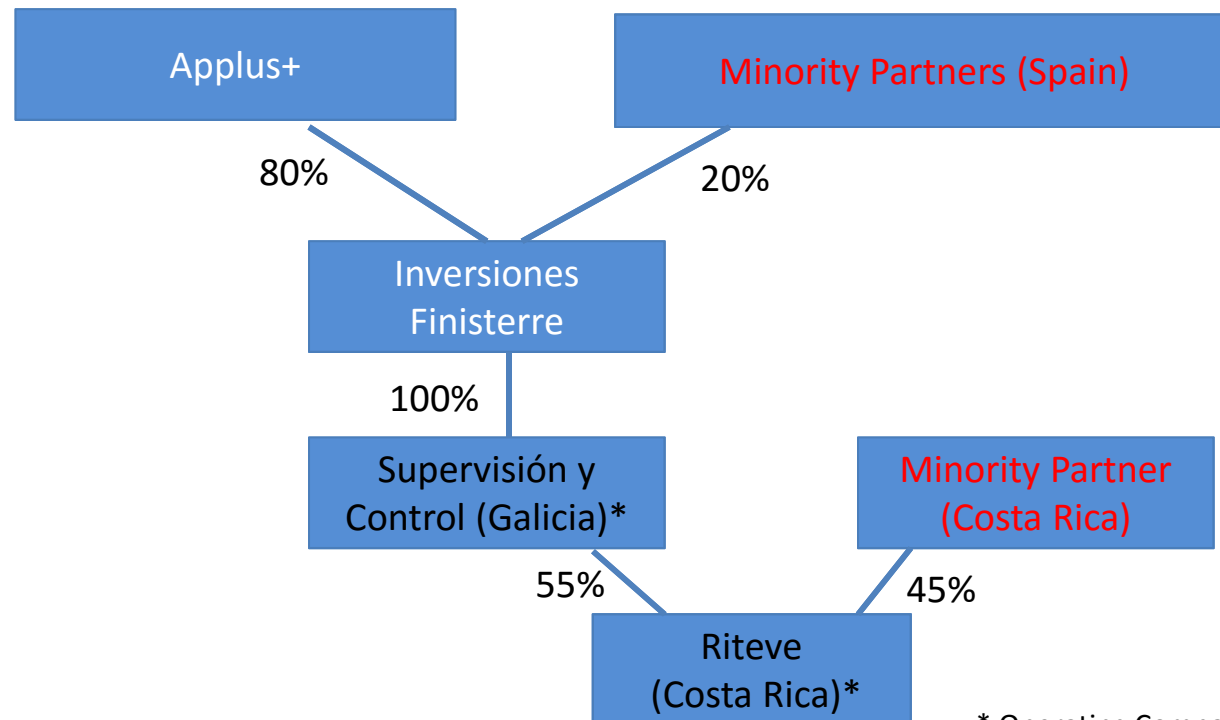 Applus+
Minority Partners (Spain)
80%
20%
Inversiones
Finisterre
100%
Supervisión y
Control (Galicia)*
Minority Partner
(Costa Rica)
55%
45%
Riteve
(Costa Rica)*
* Operating